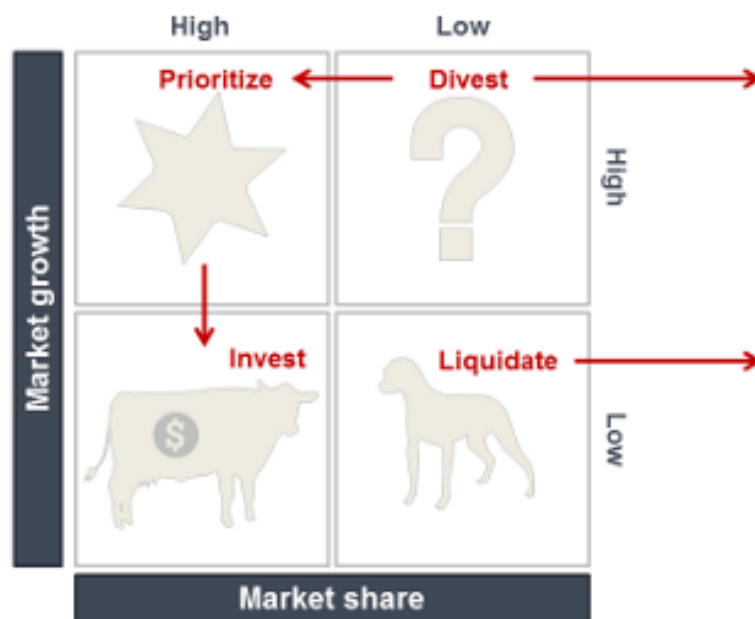 High Low
Prioritize Divest
High
Market growth
Invest Liquidate
Low
$
Market share